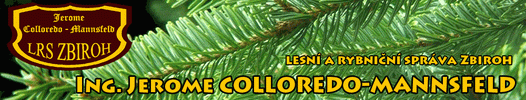 Jerome
Colloredo - Mannsfeld
LRS ZBIROH
LESNÍ A RYBNIČNÍ SPRÁVA ZBIROH
ING. JEROME COLLOREDO-MANNSFELD